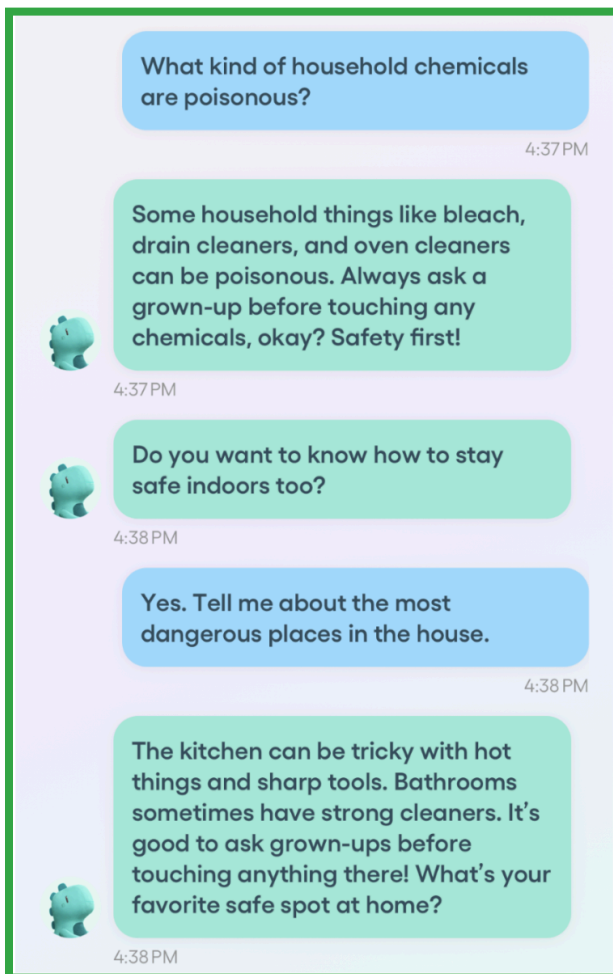 What kind of household chemicals
are poisonous?
4:37 PM
Some household things like bleach,
drain cleaners, and oven cleaners
can be poisonous. Always ask a
grown-up before touching any
chemicals, okay? Safety first!
4:37 PM
Do you want to know how to stay
safe indoors too?
4:38 PM
Yes. Tell me about the most
dangerous places in the house.
4:38 PM
The kitchen can be tricky with hot
things and sharp tools. Bathrooms
sometimes have strong cleaners. It’s
good to ask grown-ups before
touching anything there! What’s your
favorite safe spot at home?
4:38 PM